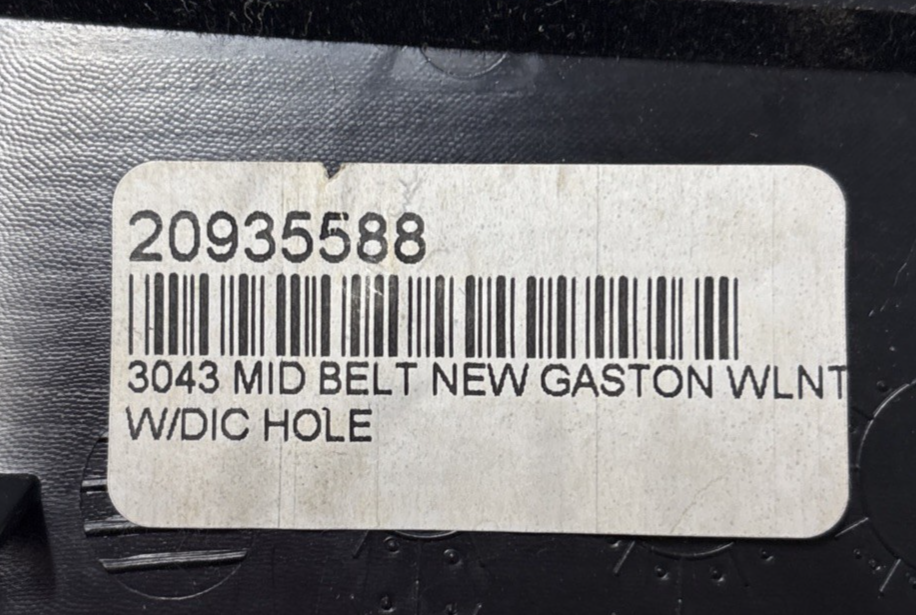 20935588
3043 MID BELT NEW GASTON WLNT
W/DIC HOLE